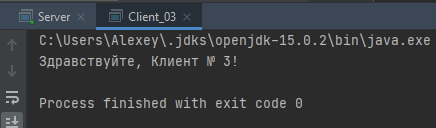 Server
Client_03
C:\Users\Alexey\.jdks\openjdk-15.0.2\bin\java.exe
Здравствуйте, Клиент № 3!
Process finished with exit code 0